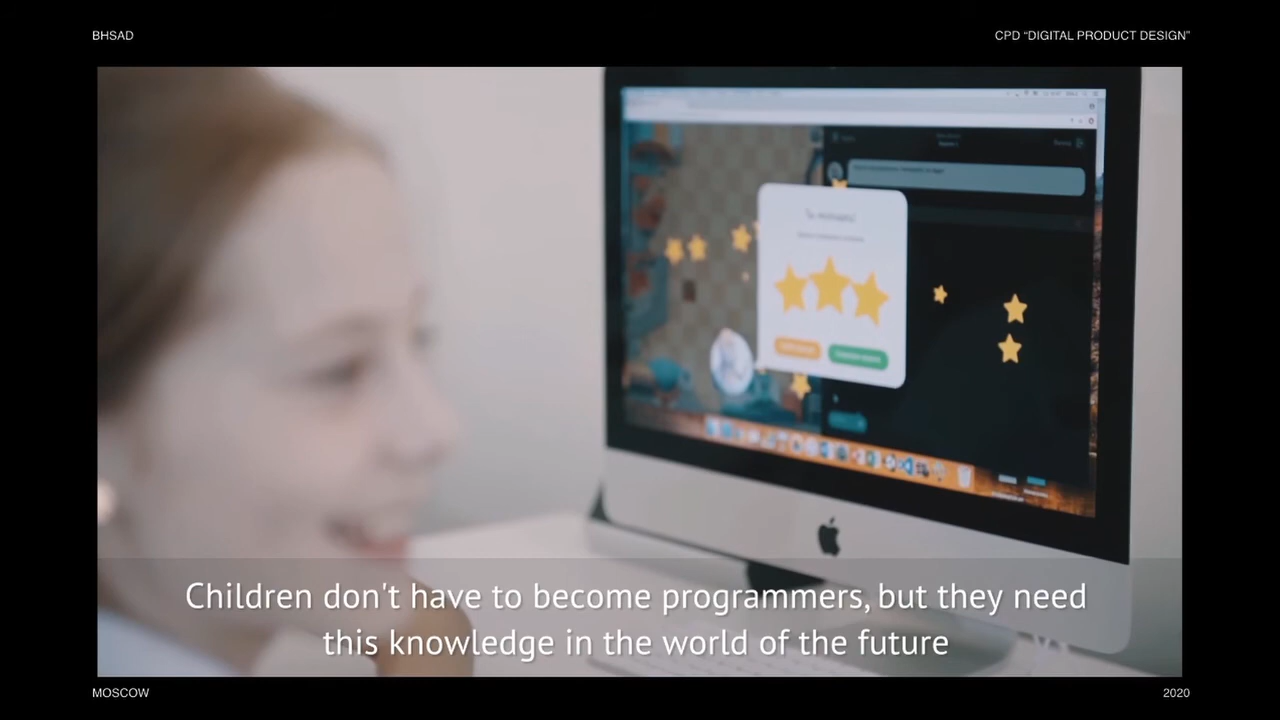 BHSAD
CPD “DIGITAL PRODUCT DESIGN”
Children don't have to become programmers, but they need
this knowledge in the world of the future
MOSCOW
2020